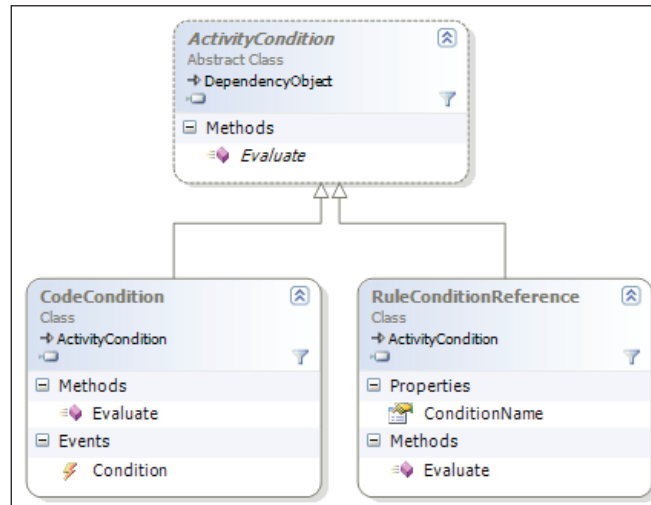 ActivityCondition
Abstract Class
DependencyObject
Methods
Evaluate
CodeCondition
Class
ActivityCondition
Methods
Evaluate
Events
Condition
RuleConditionReference
Class
ActivityCondition
Properties
ConditionName
Methods
Evaluate